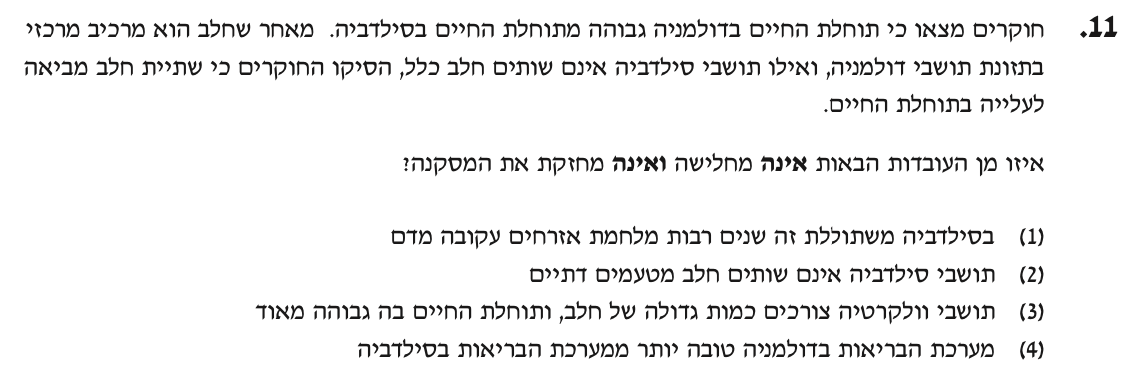 11. חוקרים מצאו כי תוחלת החיים בדולמניה גבוהה מתוחלת החיים בסילדביה. מאחר שחלב הוא מרכיב מרכזי
בתזונת תושבי דולמניה, ואילו תושבי סילדביה אינם שותים חלב כלל, הסיקו החוקרים כי שתיית חלב מביאה
לעלייה בתוחלת החיים.
איזו מן העובדות הבאות אינה מחלישה ואינה מחזקת את המסקנה?
(1) בסילדביה משתוללת זה שנים רבות מלחמת אזרחים עקובה מדם
(2) תושבי סילדביה אינם שותים חלב מטעמים דתיים
(3) תושבי וולקרטיה צורכים כמות גדולה של חלב, ותוחלת החיים בה גבוהה מאוד
(4) מערכת הבריאות בדולמניה טובה יותר ממערכת הבריאות בסילדביה